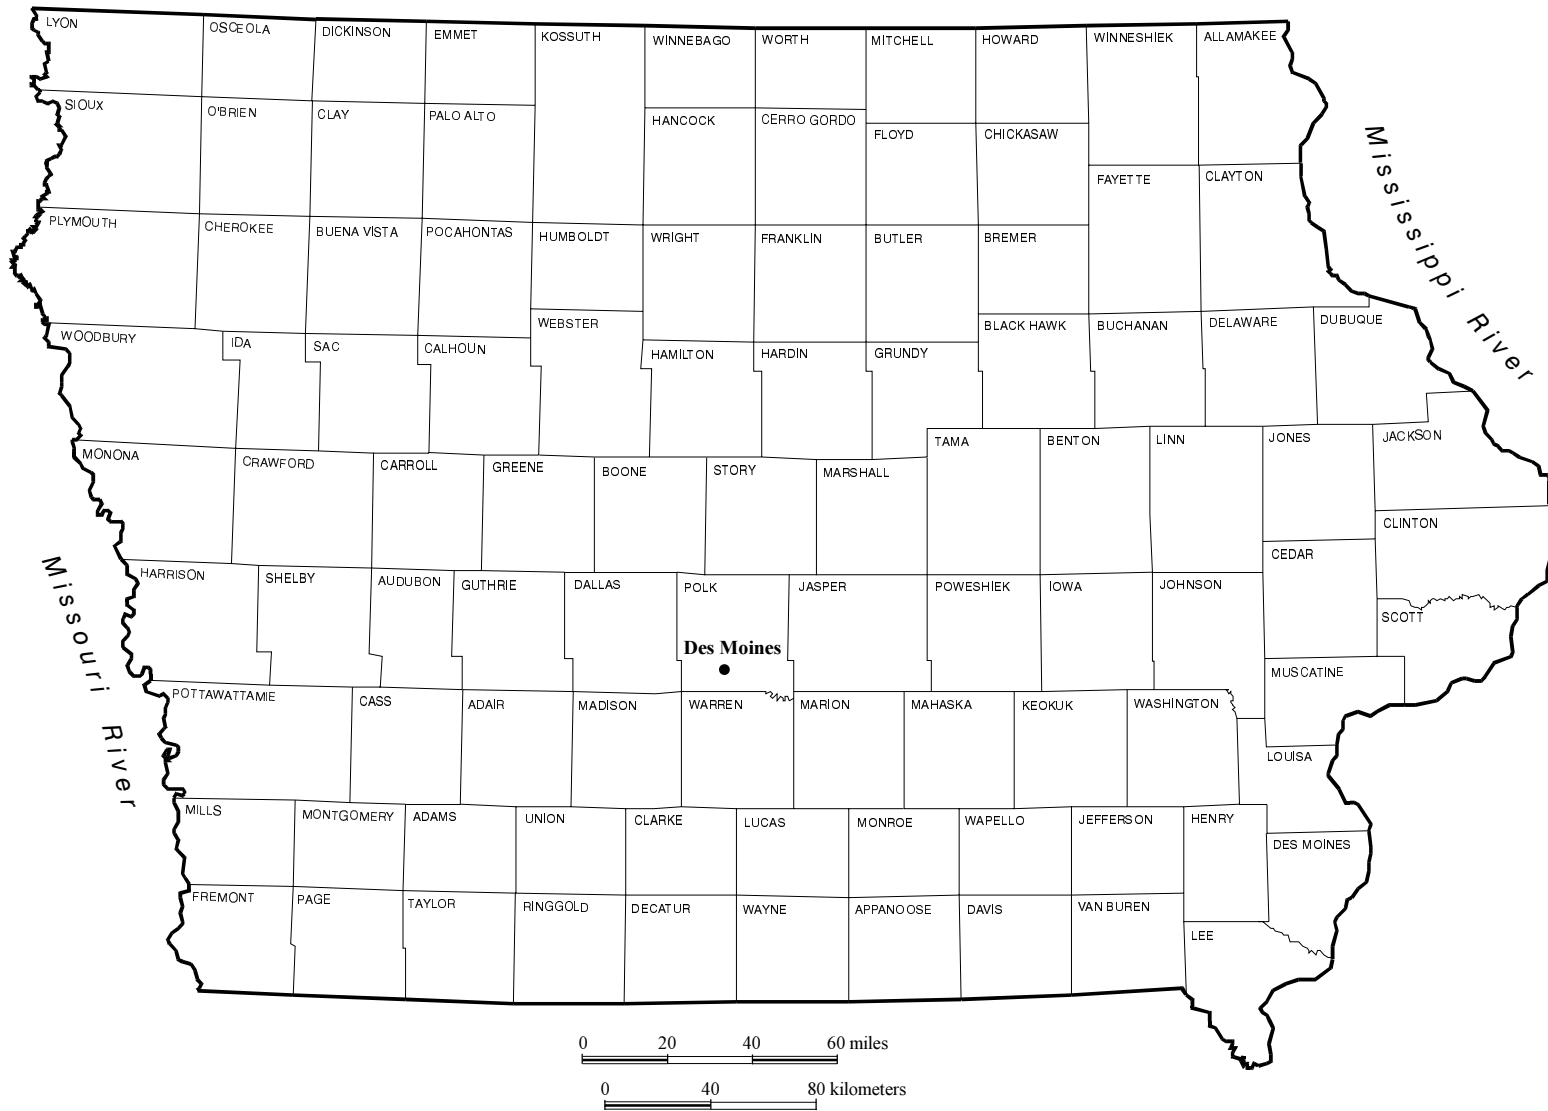 LYON
OSCEOLA
DICKINSON
EMMET
KOSSUTH
WINNEBAGO
WORTH
MITCHELL
HOWARD
WINNESHIEK
ALLAMAKEE
SIOUX
O'BRIEN
CLAY
PALO ALTO
HANCOCK
CERRO GORDO
FLOYD
CHICKASAW
FAYETTE
CLAYTON
Mississippi River
PLYMOUTH
CHEROKEE
BUENA VISTA
POCAHONTAS
HUMBOLDT
WRIGHT
FRANKLIN
BUTLER
BREMER
WOODBURY
IDA
SAC
CALHOUN
WEBSTER
HAMILTON
HARDIN
GRUNDY
BLACK HAWK
BUCHANAN
DELAWARE
DUBUQUE
MONONA
CRAWFORD
CARROLL
GREENE
BOONE
STORY
MARSHALL
TAMA
BENTON
LINN
JONES
JACKSON
CLINTON
CEDAR
Missouri River
HARRISON
SHELBY
AUDUBON
GUTHRIE
DALLAS
POLK
JASPER
POWESHIEK
IOWA
JOHNSON
SCOTT
Des Moines
MUSCATINE
POTTAWATTAMIE
CASS
ADAIR
MADISON
WARREN
MARION
MAHASKA
KEOKUK
WASHINGTON
LOUISA
MILLS
MONTGOMERY
ADAMS
UNION
CLARKE
LUCAS
MONROE
WAPELLO
JEFFERSON
HENRY
DES MOINES
FREMONT
PAGE
TAYLOR
RINGGOLD
DECATUR
WAYNE
APPANOOSE
DAVIS
VAN BUREN
LEE
0 20 40 60 miles
0 40 80 kilometers